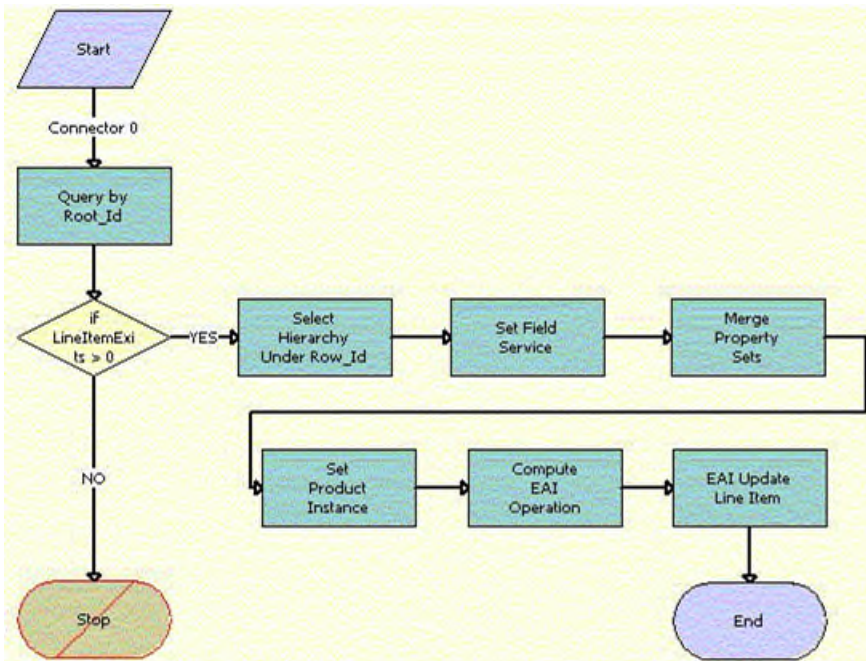 Start
Connector 0
Query by
Root_Id
if
LineItemExi
ts > 0
YES
Select
Hierarchy
Under Row_Id
Set Field
Service
Merge
Property
Sets
NO
Set
Product
Instance
Compute
EAI
Operation
EAI Update
Line Item
Stop
End